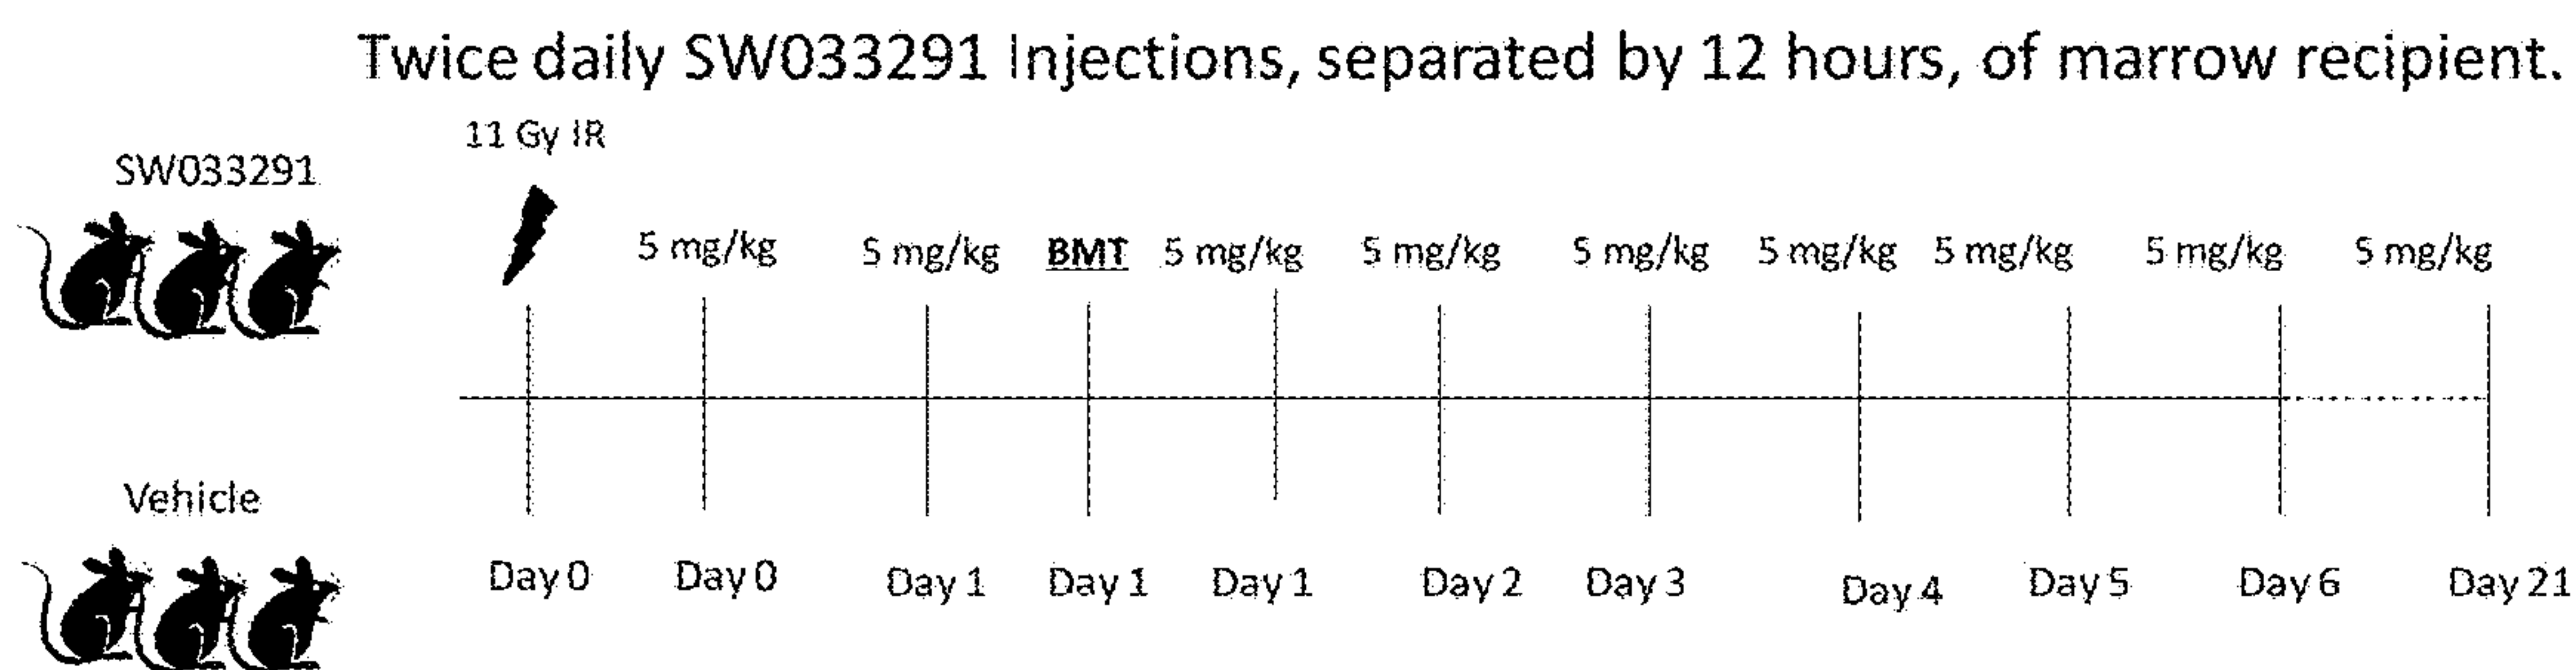 Twice daily SW033291 Injections, separated by 12 hours, of marrow recipient.
11 Gy IR
SW033291
5 mg/kg 5 mg/kg BMT 5 mg/kg 5 mg/kg 5 mg/kg 5 mg/kg 5 mg/kg 5 mg/kg 5 mg/kg
Vehicle
Day 0 Day 0 Day 1 Day 1 Day 1 Day 2 Day 3 Day 4 Day 5 Day 6 Day 21